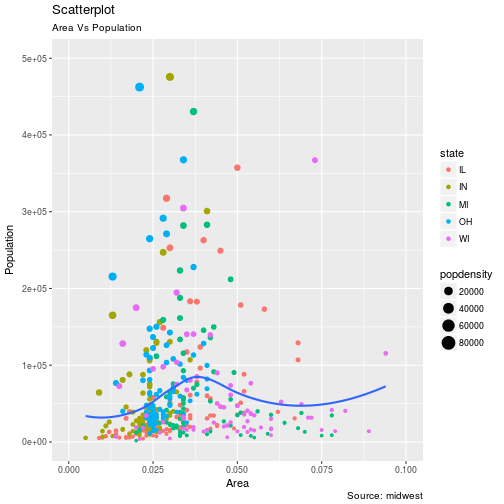 Scatterplot
Area Vs Population
Population
5e+05
4e+05
3e+05
2e+05
1e+05
0e+00
0.000
0.025
0.050
0.075
0.100
Area
Source: midwest
state
IL
IN
MI
OH
WI
popdensity
20000
40000
60000
80000